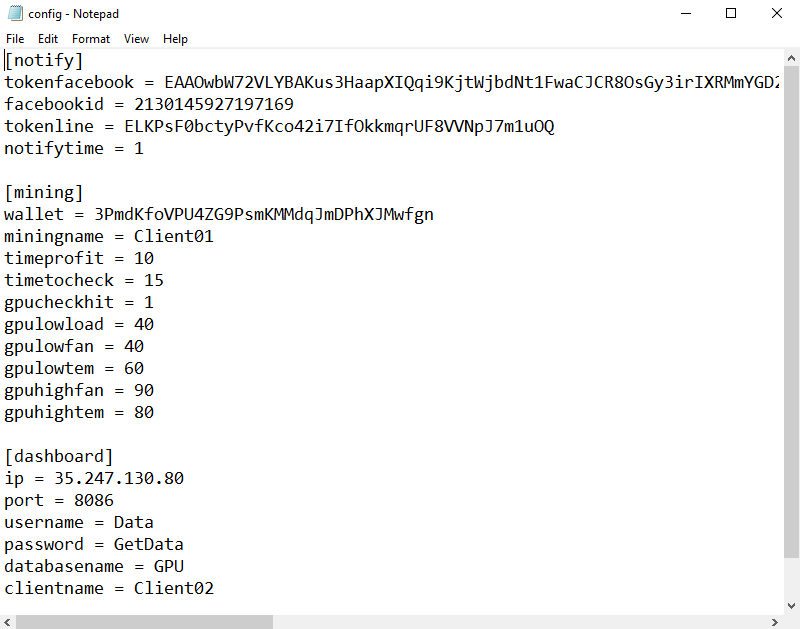 config - Notepad
File Edit Format View Help
[notify]
tokenfacebook = EAAOwbW72VLYBAKus3HaapXIQqi9KjtWjbdNt1FwaCJCR8OsGy3irIXRMmYGD2
facebookid = 2130145927197169
tokenline = ELKPsF0bctyPvfKco42i7IfOkkmqrUF8VVNpJ7m1uOQ
notifytime = 1
[mining]
wallet = 3PmdKfoVPU4ZG9PsmKMMdqJmDPhXJMwfgn
miningname = Client01
timeprofit = 10
timetocheck = 15
gpucheckhit = 1
gpulowload = 40
gpulowfan = 40
gpulowtem = 60
gpuhighfan = 90
gpuhightem = 80
[dashboard]
ip = 35.247.130.80
port = 8086
username = Data
password = GetData
databasename = GPU
clientname = Client02